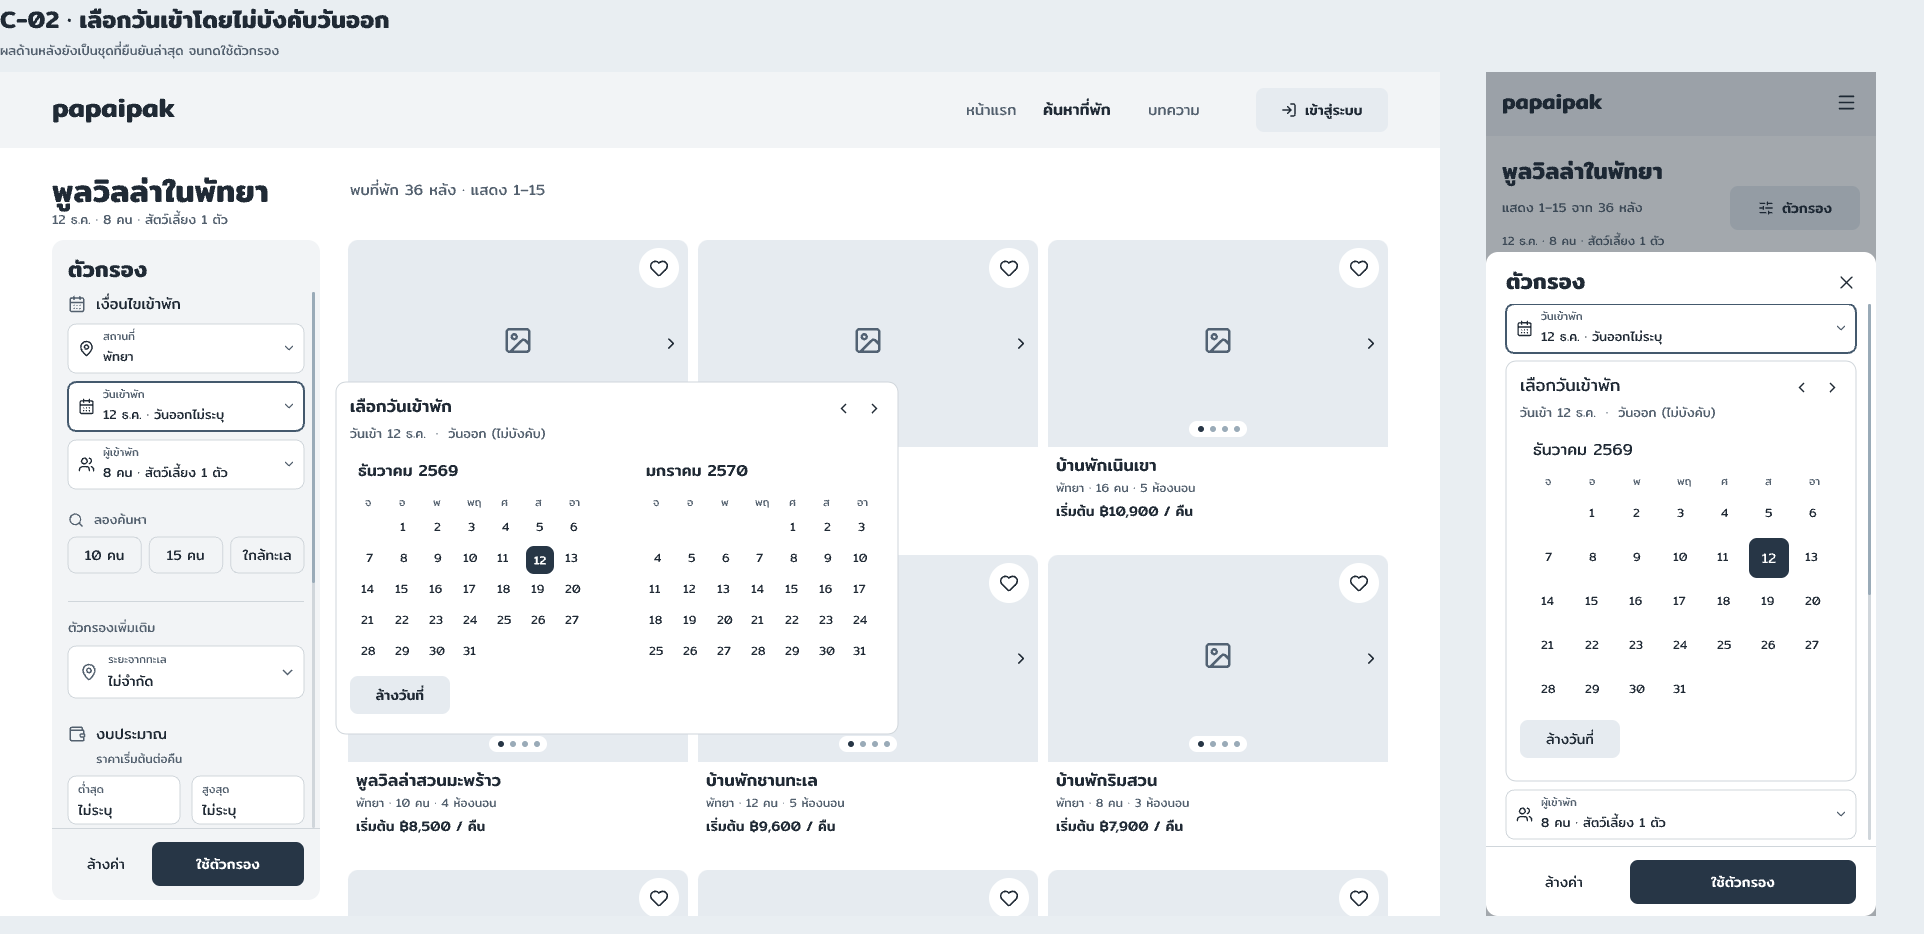 C-02 · เลือกวันเข้าโดยไม่บังคับวันออก
ผลด้านหลังยังเป็นชุดที่ยืนยันล่าสุด จนกดใช้ตัวกรอง
papaipak
หน้าแรก ค้นหาที่พัก บทความ เข้าสู่ระบบ
พูลวิลล่าในพัทยา
12 ธ.ค. · 8 คน · สัตว์เลี้ยง 1 ตัว
พบที่พัก 36 หลัง · แสดง 1–15
ตัวกรอง
เงื่อนไขเข้าพัก
สถานที่
พัทยา
วันเข้าพัก
12 ธ.ค. · วันออกไม่ระบุ
ผู้เข้าพัก
8 คน · สัตว์เลี้ยง 1 ตัว
ลองค้นหา
10 คน 15 คน ใกล้ทะเล
ตัวกรองเพิ่มเติม
ระยะจากทะเล
ไม่จำกัด
งบประมาณ
ราคาเริ่มต้นต่อคืน
ต่ำสุด สูงสุด
ไม่ระบุ ไม่ระบุ
ล้างค่า ใช้ตัวกรอง
เลือกวันเข้าพัก
วันเข้า 12 ธ.ค. · วันออก (ไม่บังคับ)
ธันวาคม 2569
จ อ พ พฤ ศ ส อา
1 2 3 4 5 6
7 8 9 10 11 12 13
14 15 16 17 18 19 20
21 22 23 24 25 26 27
28 29 30 31
มกราคม 2570
จ อ พ พฤ ศ ส อา
1 2 3
4 5 6 7 8 9 10
11 12 13 14 15 16 17
18 19 20 21 22 23 24
25 26 27 28 29 30 31
ล้างวันที่
บ้านพักเนินเขา
พัทยา · 16 คน · 5 ห้องนอน
เริ่มต้น ฿10,900 / คืน
พูลวิลล่าสวนมะพร้าว
พัทยา · 10 คน · 4 ห้องนอน
เริ่มต้น ฿8,500 / คืน
บ้านพักชานทะเล
พัทยา · 12 คน · 5 ห้องนอน
เริ่มต้น ฿9,600 / คืน
บ้านพักริมสวน
พัทยา · 8 คน · 3 ห้องนอน
เริ่มต้น ฿7,900 / คืน
papaipak
พูลวิลล่าในพัทยา
แสดง 1–15 จาก 36 หลัง
ตัวกรอง
12 ธ.ค. · 8 คน · สัตว์เลี้ยง 1 ตัว
ตัวกรอง
วันเข้าพัก
12 ธ.ค. · วันออกไม่ระบุ
เลือกวันเข้าพัก
วันเข้า 12 ธ.ค. · วันออก (ไม่บังคับ)
ธันวาคม 2569
จ อ พ พฤ ศ ส อา
1 2 3 4 5 6
7 8 9 10 11 12 13
14 15 16 17 18 19 20
21 22 23 24 25 26 27
28 29 30 31
ล้างวันที่
ผู้เข้าพัก
8 คน · สัตว์เลี้ยง 1 ตัว
ล้างค่า ใช้ตัวกรอง